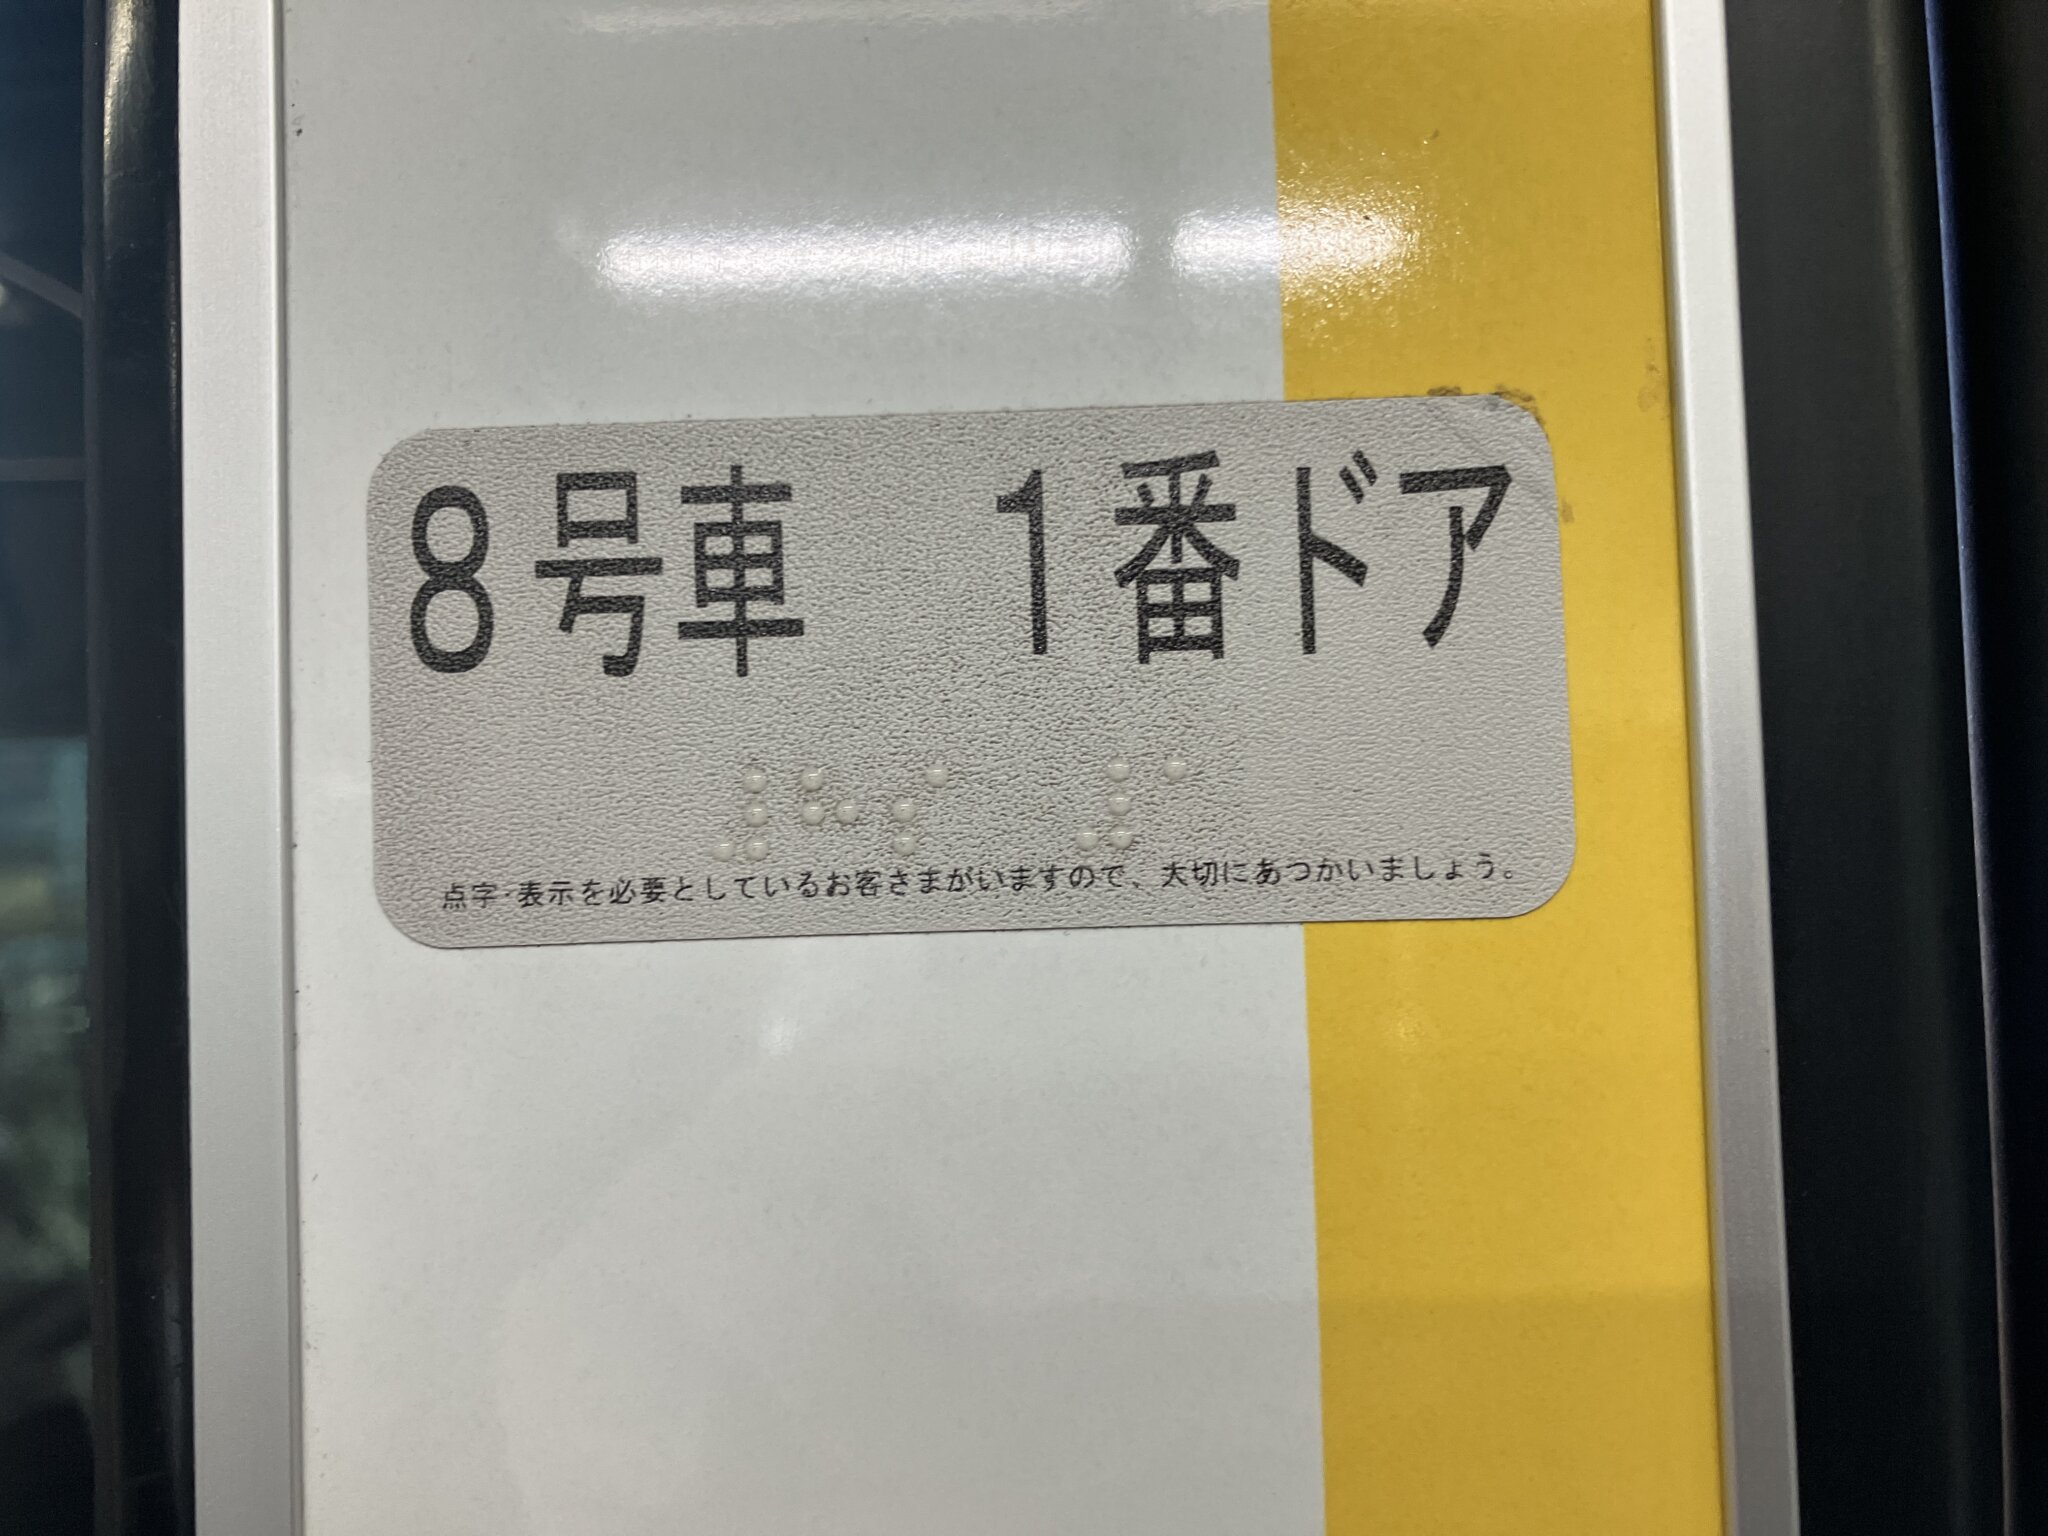 8号車　1番ドア
⠼⠓⠎ ⠼⠁
点字・表示を必要としているお客さまがいますので、大切にあつかいましょう。